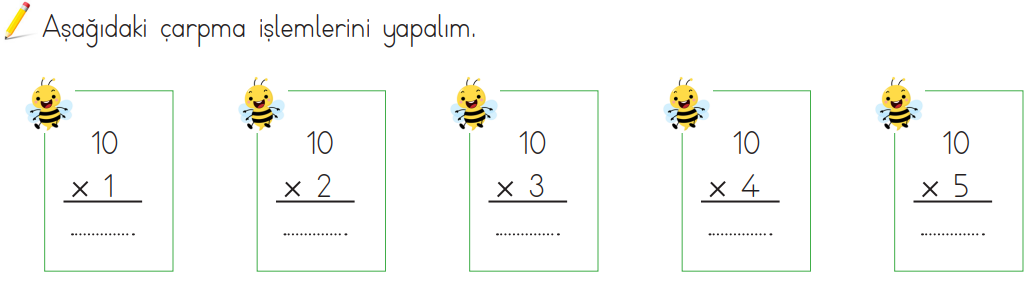 Aşağıdaki çarpma işlemlerini yapalım.
10 10 10 10 10
× 1 × 2 × 3 × 4 × 5
.............. .............. .............. .............. ..............